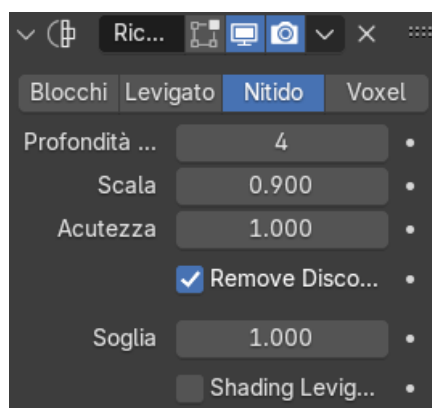 Ric...
Blocchi Levigato Nitido Voxel
Profondità ... 4
Scala 0.900
Acutezza 1.000
Remove Disco...
Soglia 1.000
Shading Levig...